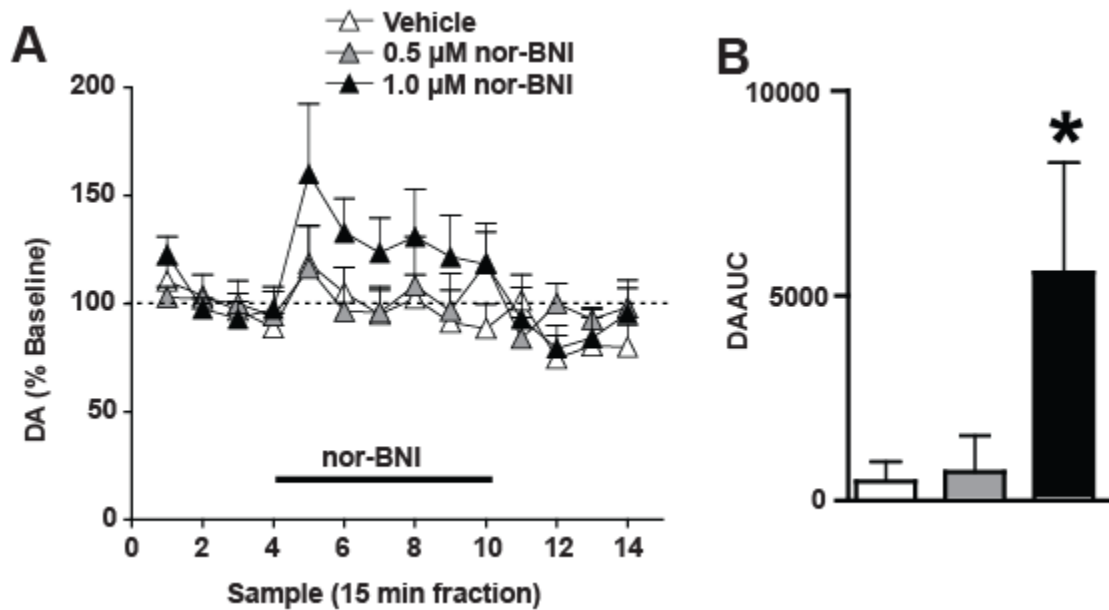 A
Vehicle
0.5 µM nor-BNI
1.0 µM nor-BNI
200
150
100
50
0
DA (% Baseline)
nor-BNI
0 2 4 6 8 10 12 14
Sample (15 min fraction)
B
10000
5000
0
DAAUC
*